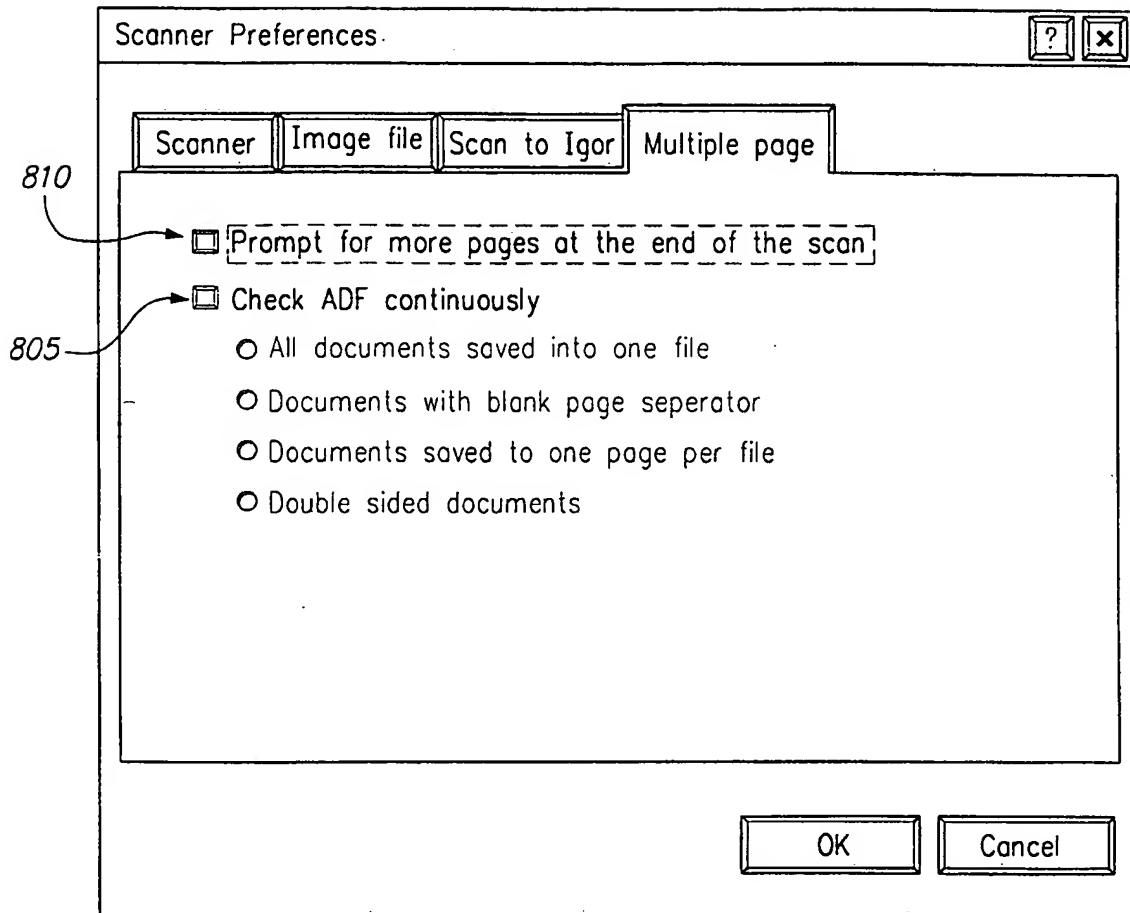 Scanner Preferences
? x
Scanner Image file Scan to Igor Multiple page
810
Prompt for more pages at the end of the scan
Check ADF continuously
805
All documents saved into one file
Documents with blank page seperator
Documents saved to one page per file
Double sided documents
OK Cancel